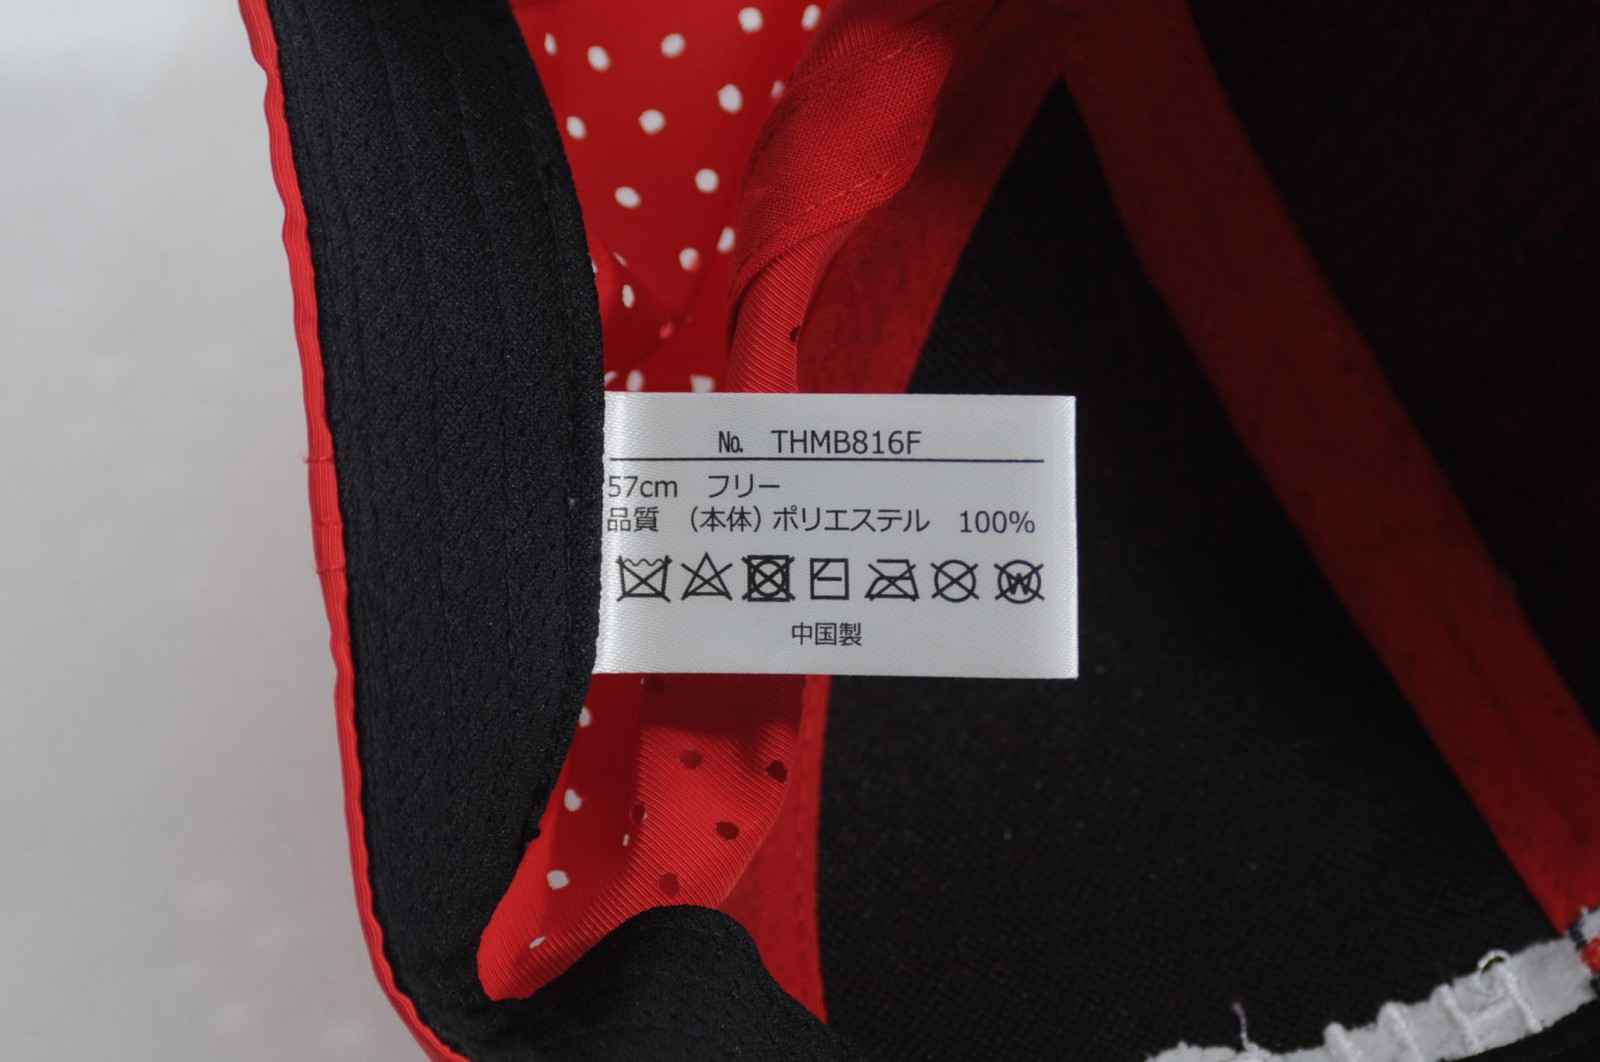 № THMB816F
57cm フリー
品質 (本体) ポリエステル 100%
中国製